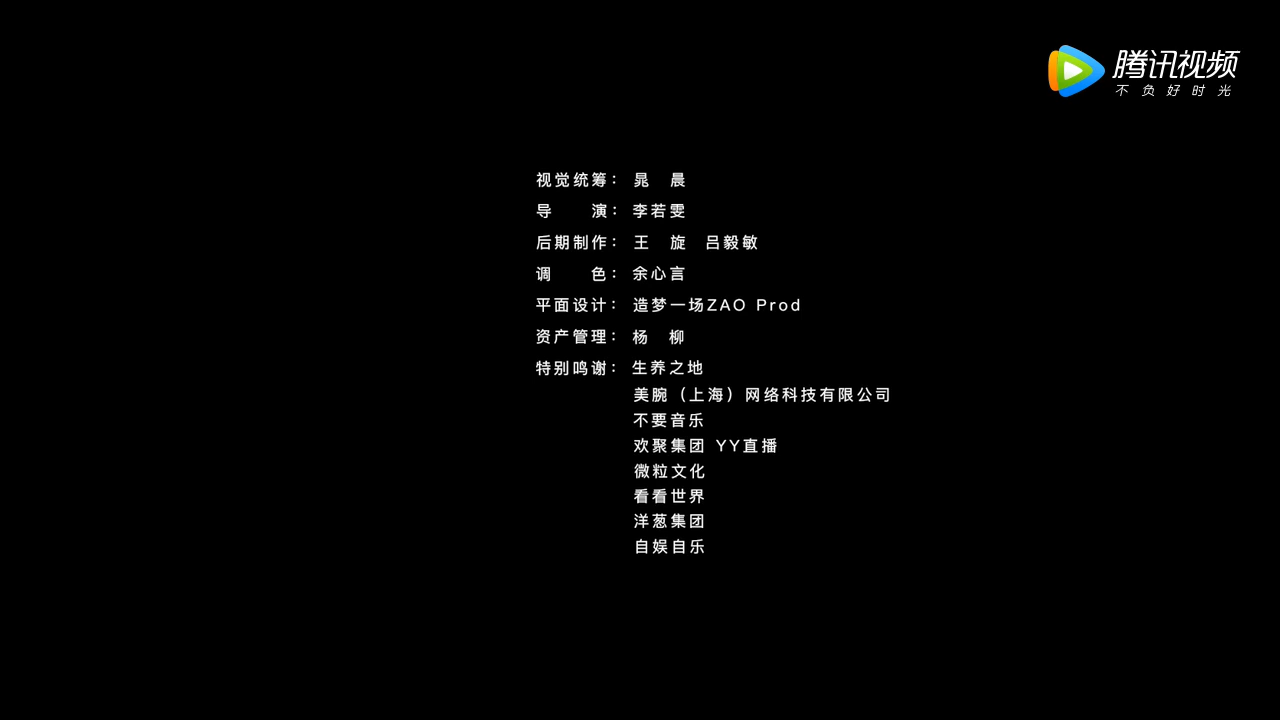 腾讯视频
不负好时光
视觉统筹：晁　晨
导　　演：李若雯
后期制作：王　旋　吕毅敏
调　　色：余心言
平面设计：造梦一场ZAO Prod
资产管理：杨　柳
特别鸣谢：生养之地
美腕（上海）网络科技有限公司
不要音乐
欢聚集团 YY直播
微粒文化
看看世界
洋葱集团
自娱自乐